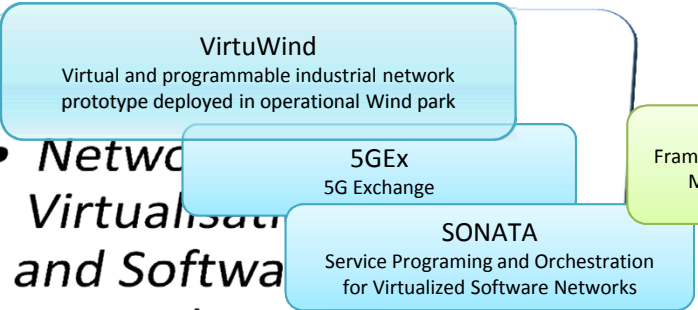 VirtuWind
Virtual and programmable industrial network
prototype deployed in operational Wind park
5GEx
5G Exchange
SONATA
Service Programing and Orchestration
for Virtualized Software Networks
•
and